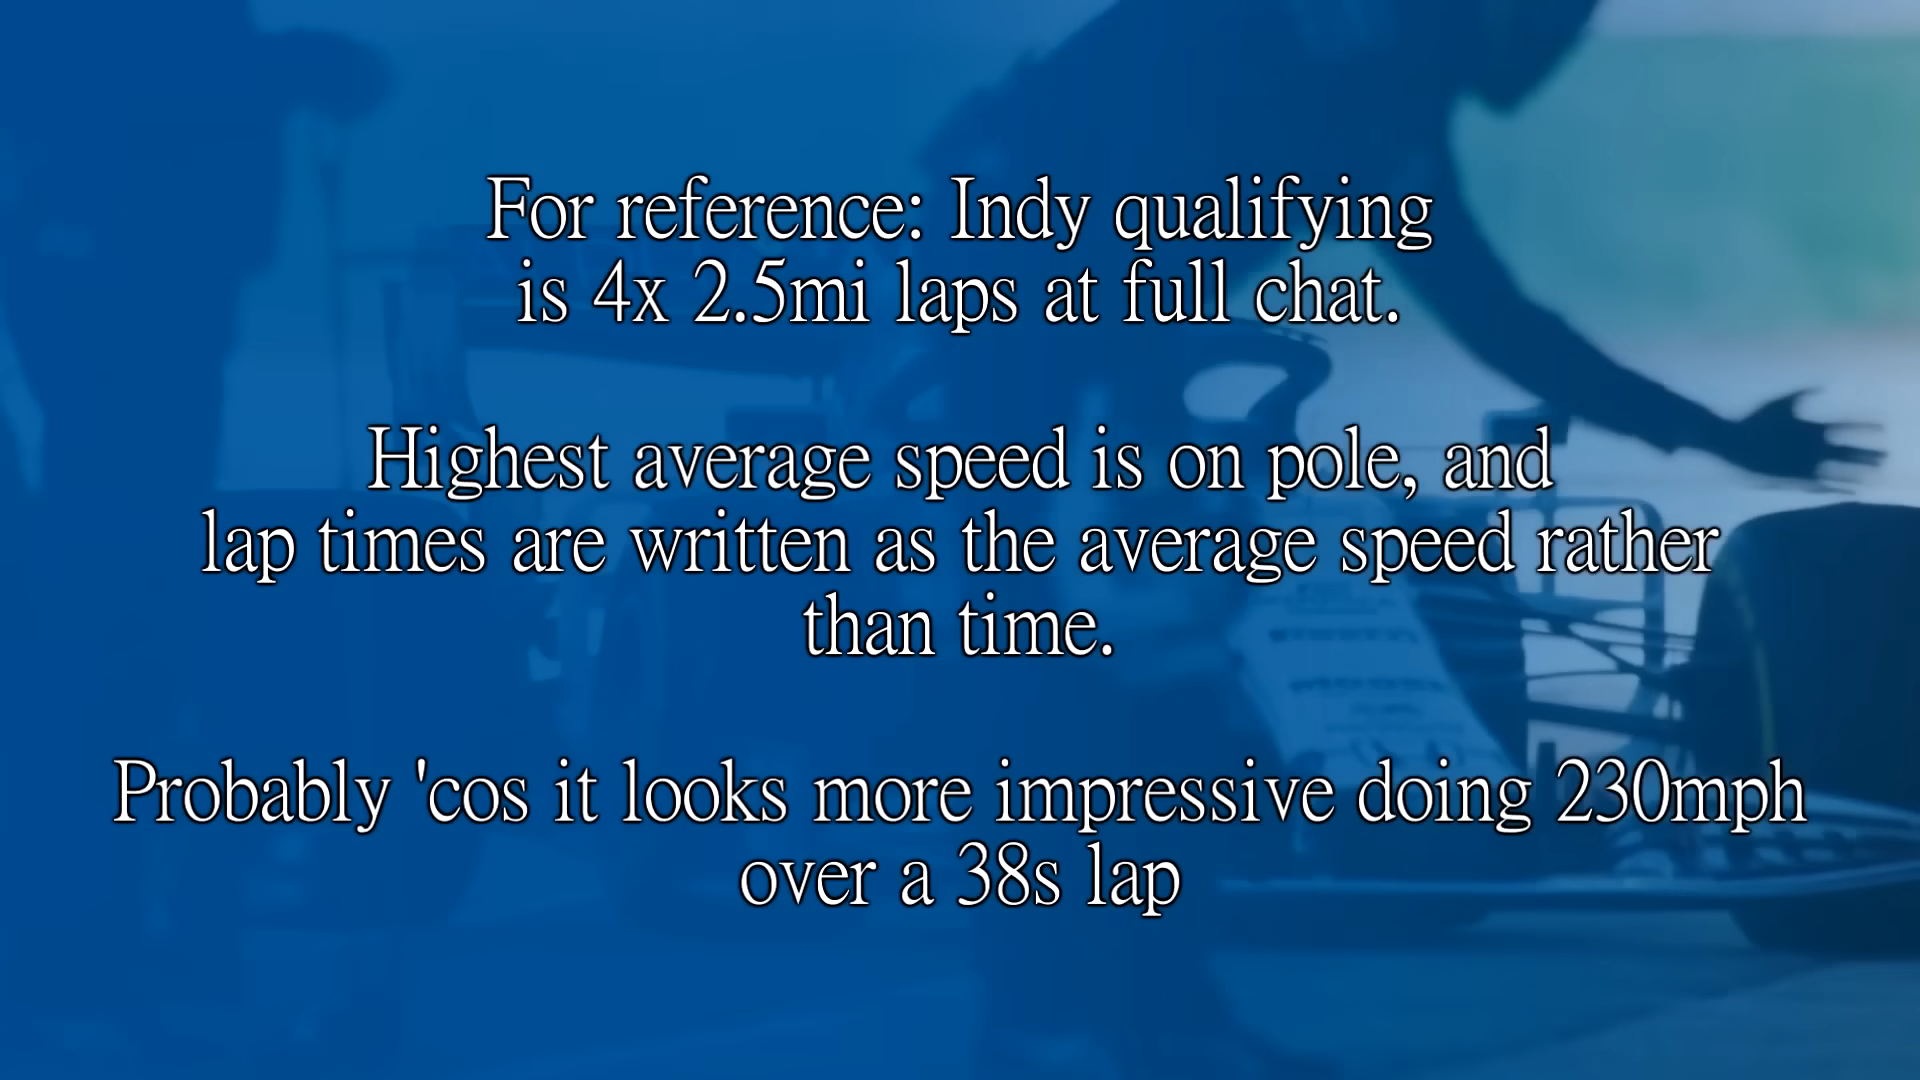 For reference: Indy qualifying
is 4x 2.5mi laps at full chat.
Highest average speed is on pole, and
lap times are written as the average speed rather
than time.
Probably 'cos it looks more impressive doing 230mph
over a 38s lap